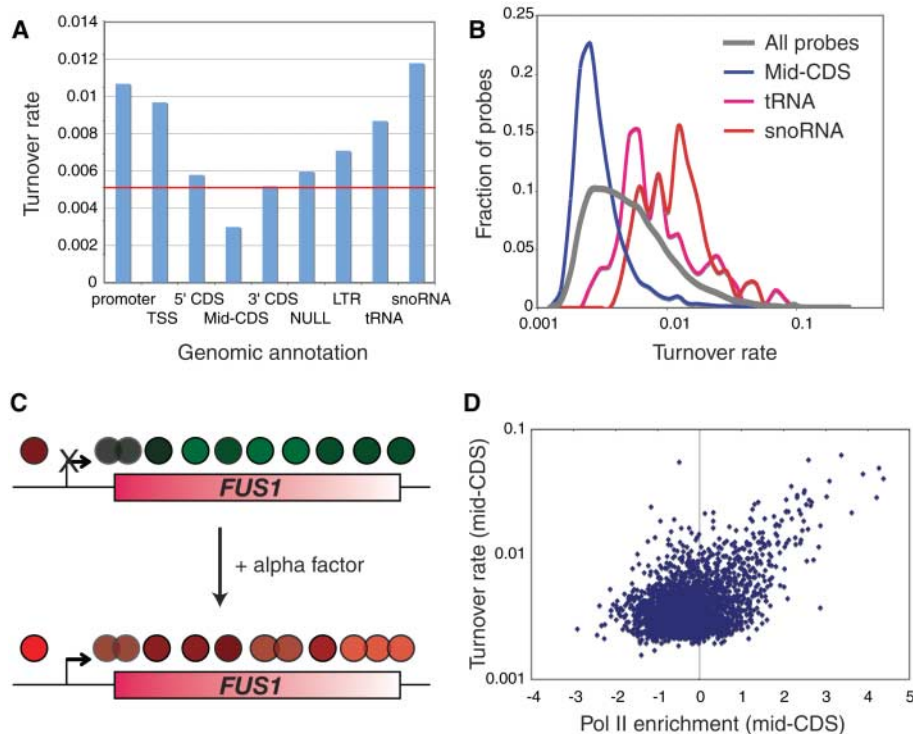 A
Turnover rate
0.014
0.012
0.01
0.008
0.006
0.004
0.002
0
promoter 5' CDS 3' CDS LTR snoRNA
TSS Mid-CDS NULL tRNA
Genomic annotation
B
Fraction of probes
0.25
0.2
0.15
0.1
0.05
0
All probes
Mid-CDS
tRNA
snoRNA
0.001 0.01 0.1
Turnover rate
C
X
FUS1
+ alpha factor
FUS1
D
Turnover rate (mid-CDS)
0.1
0.01
0.001
-4 -3 -2 -1 0 1 2 3 4 5
Pol II enrichment (mid-CDS)